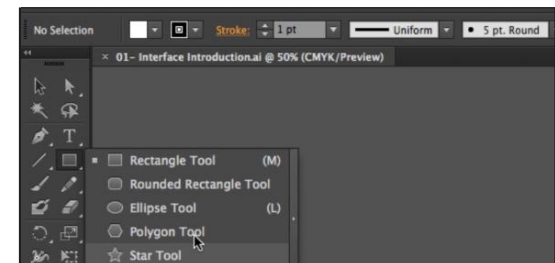 No Selection Stroke: 1 pt Uniform 5 pt. Round
× 01- Interface Introduction.ai @ 50% (CMYK/Preview)
T
Rectangle Tool (M)
Rounded Rectangle Tool
Ellipse Tool (L)
Polygon Tool
Star Tool